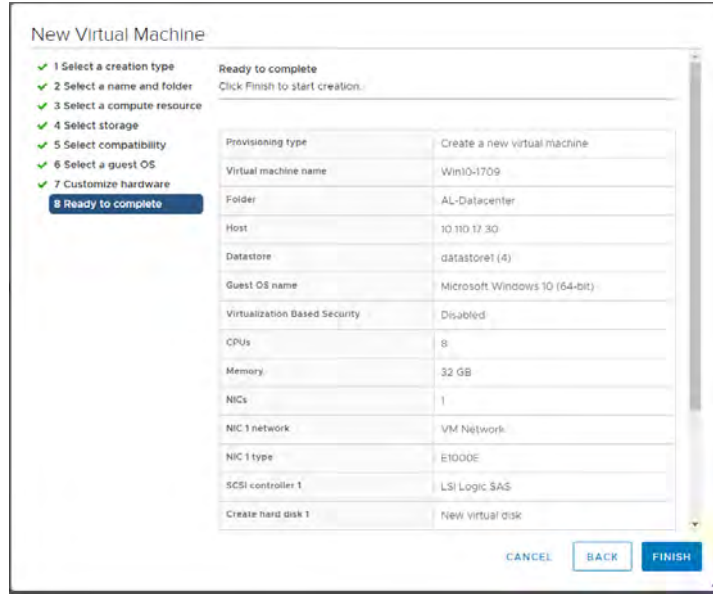 New Virtual Machine
1 Select a creation type
2 Select a name and folder
3 Select a compute resource
4 Select storage
5 Select compatibility
6 Select a guest OS
7 Customize hardware
8 Ready to complete
Ready to complete
Click Finish to start creation.
Provisioning type Create a new virtual machine
Virtual machine name Win10-1709
Folder AL-Datacenter
Host 10.110.17.30
Datastore datastore1 (4)
Guest OS name Microsoft Windows 10 (64-bit)
Virtualization Based Security Disabled
CPUs 8
Memory 32 GB
NICs 1
NIC 1 network VM Network
NIC 1 type E1000E
SCSI controller 1 LSI Logic SAS
Create hard disk 1 New virtual disk
CANCEL BACK FINISH